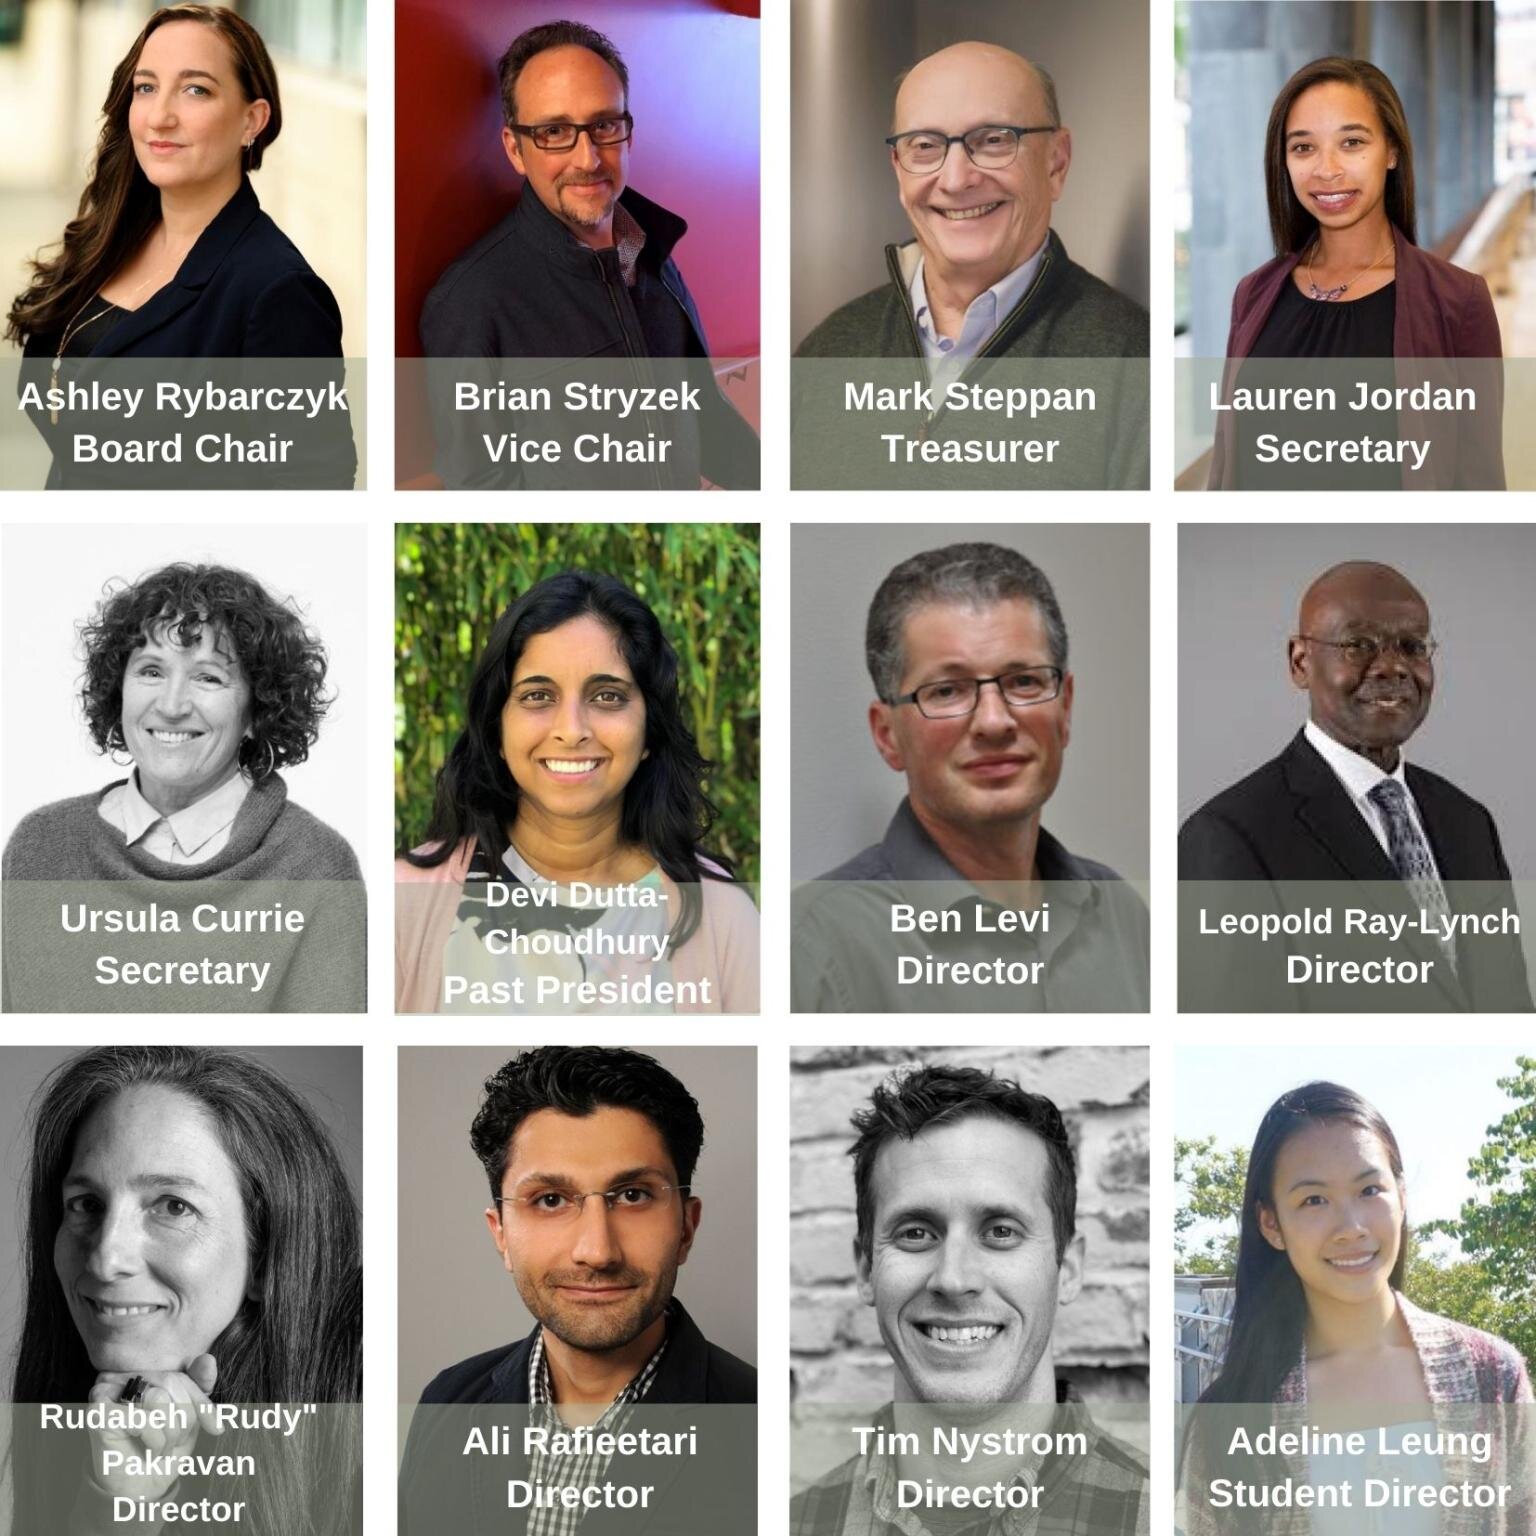 Ashley Rybarczyk
Board Chair
Brian Stryzek
Vice Chair
Mark Steppan
Treasurer
Lauren Jordan
Secretary
Ursula Currie
Secretary
Devi Dutta-
Choudhury
Past President
Ben Levi
Director
Leopold Ray-Lynch
Director
Rudabeh "Rudy"
Pakravan
Director
Ali Rafieetari
Director
Tim Nystrom
Director
Adeline Leung
Student Director